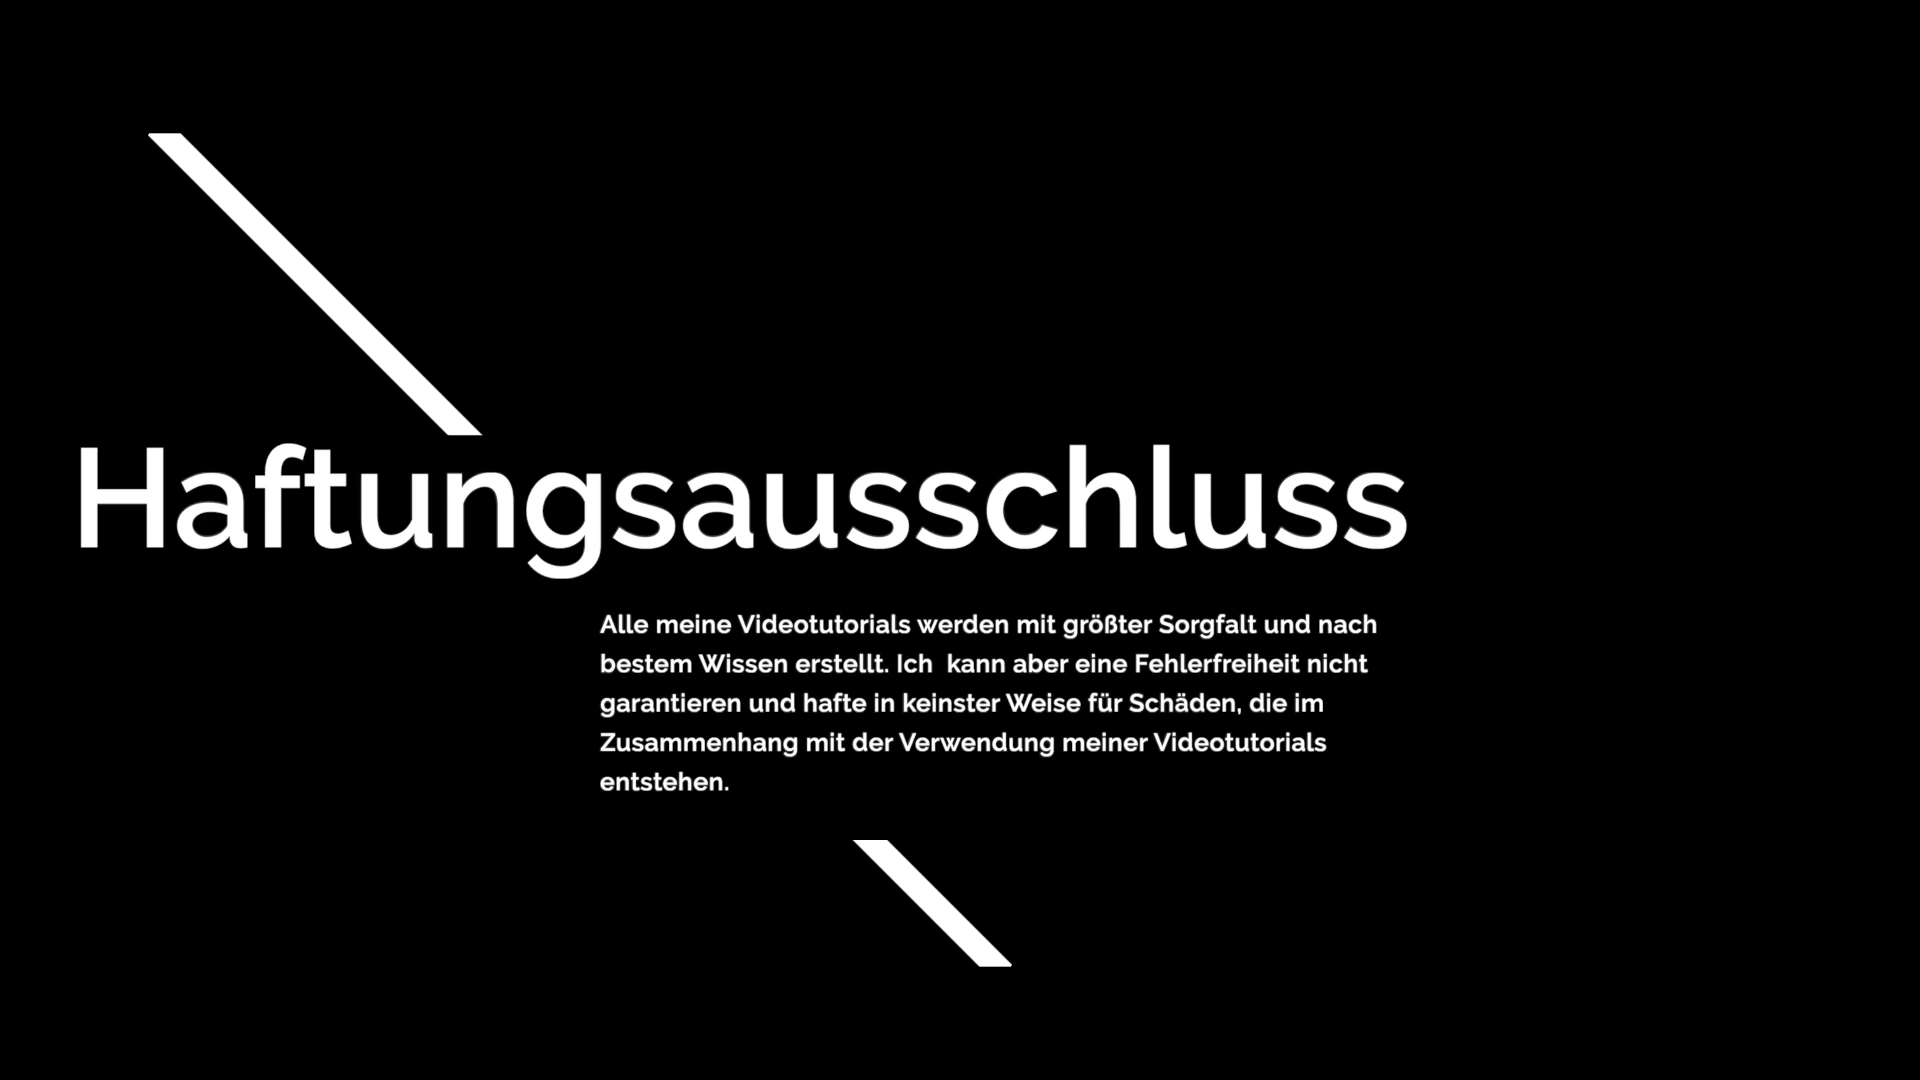 Haftungsausschluss
Alle meine Videotutorials werden mit größter Sorgfalt und nach
bestem Wissen erstellt. Ich  kann aber eine Fehlerfreiheit nicht
garantieren und hafte in keinster Weise für Schäden, die im
Zusammenhang mit der Verwendung meiner Videotutorials
entstehen.